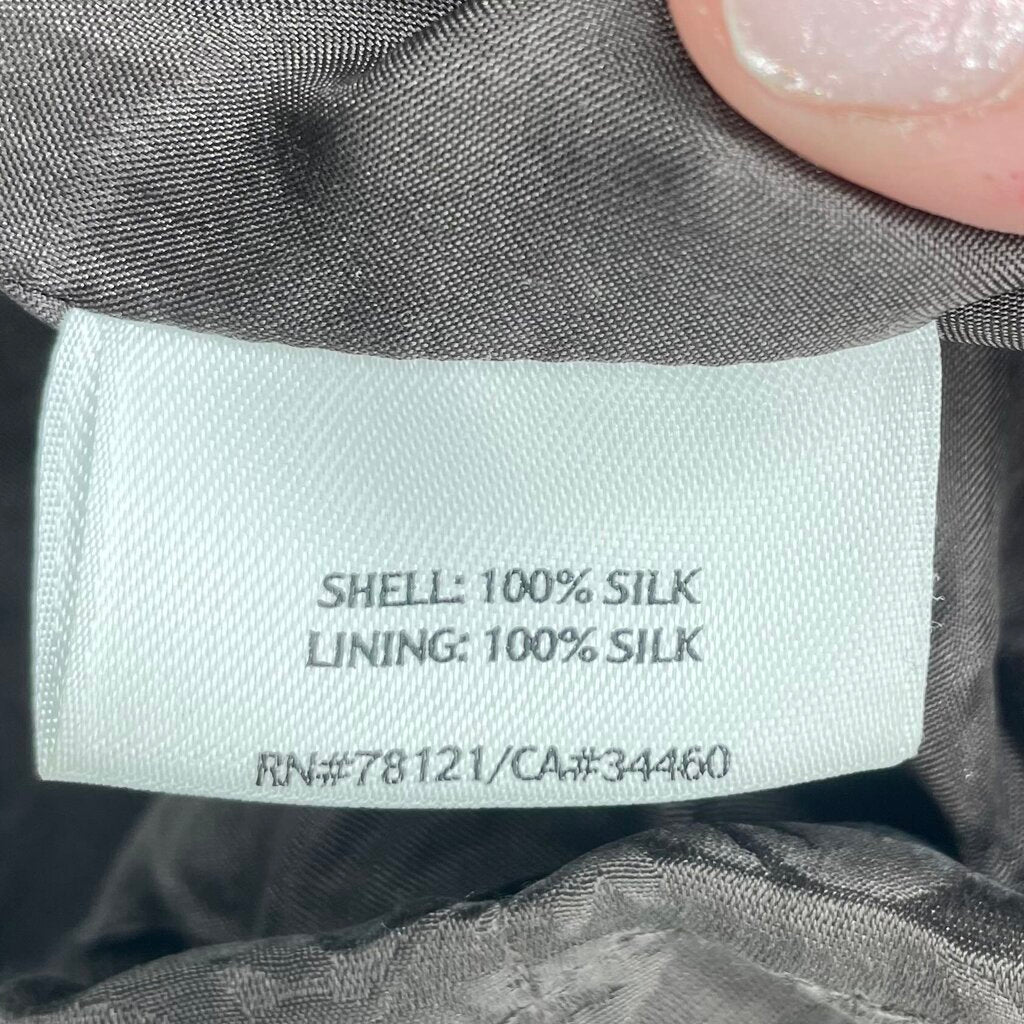 SHELL: 100% SILK
LINING: 100% SILK
RN#78121/CA#34460